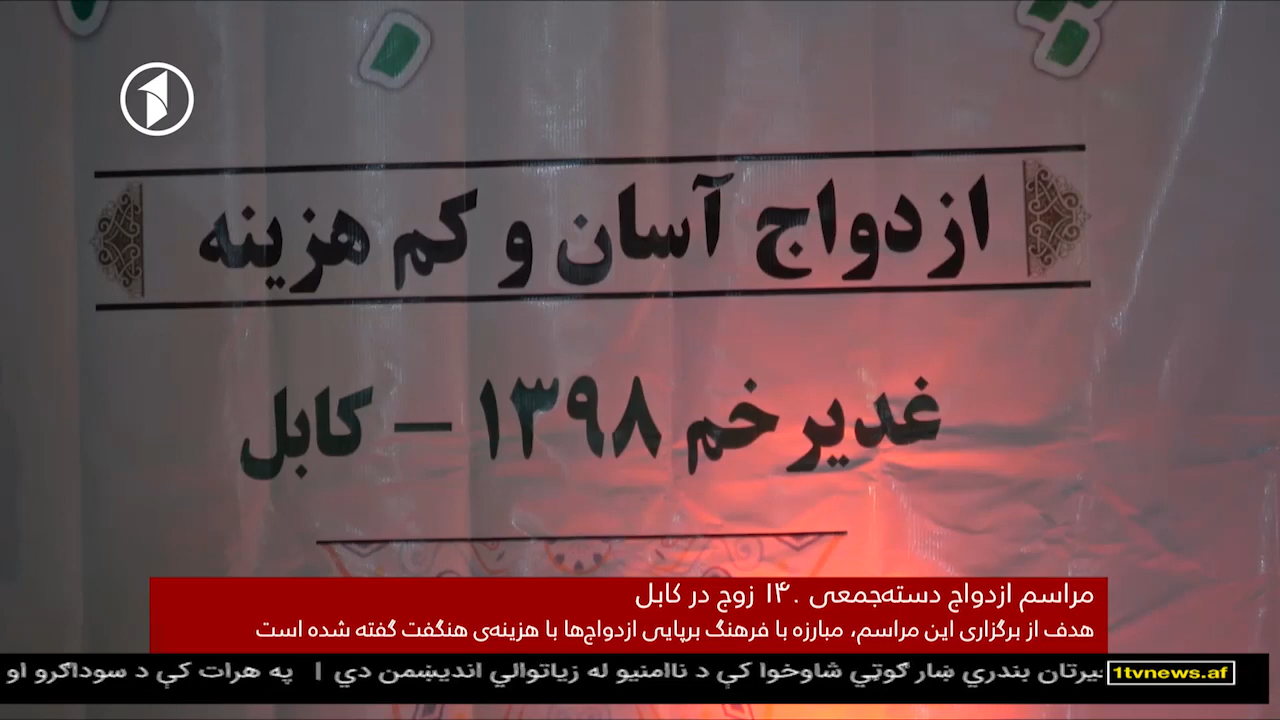 ازدواج آسان و کم هزینه
غدیر خم ۱۳۹۸ – کابل
مراسم ازدواج دسته‌جمعی ۱۴۰ زوج در کابل
هدف از برگزاری این مراسم، مبارزه با فرهنگ برپایی ازدواج‌ها با هزینه‌ی هنگفت گفته شده است
بندري ښار ګوټي شاوخوا کې د ناامنیو له زیاتوالي اندیښمن دي | په هرات کې د سوداګرو او
1tvnews.af